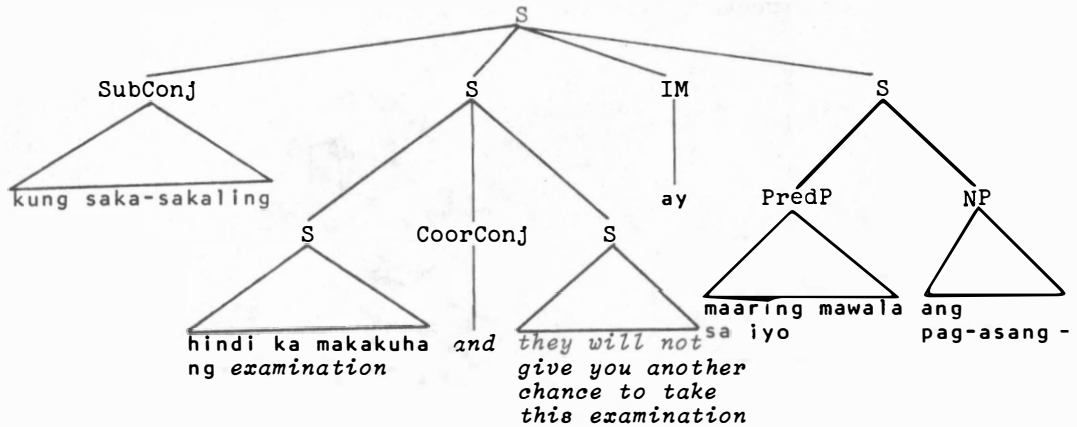 S
SubConj S IM S
kung saka-sakaling
ay
PredP NP
S CoorConj S
maaring mawala
sa iyo
ang
pag-asang -
hindi ka makakuha
ng examination
and
they will not
give you another
chance to take
this examination